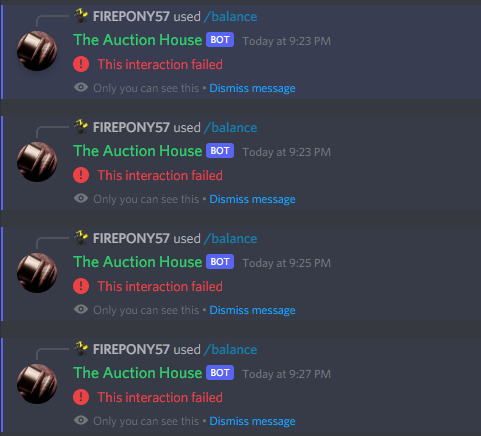 FIREPONY57 used /balance
The Auction House BOT Today at 9:23 PM
This interaction failed
Only you can see this • Dismiss message
FIREPONY57 used /balance
The Auction House BOT Today at 9:23 PM
This interaction failed
Only you can see this • Dismiss message
FIREPONY57 used /balance
The Auction House BOT Today at 9:25 PM
This interaction failed
Only you can see this • Dismiss message
FIREPONY57 used /balance
The Auction House BOT Today at 9:27 PM
This interaction failed
Only you can see this • Dismiss message